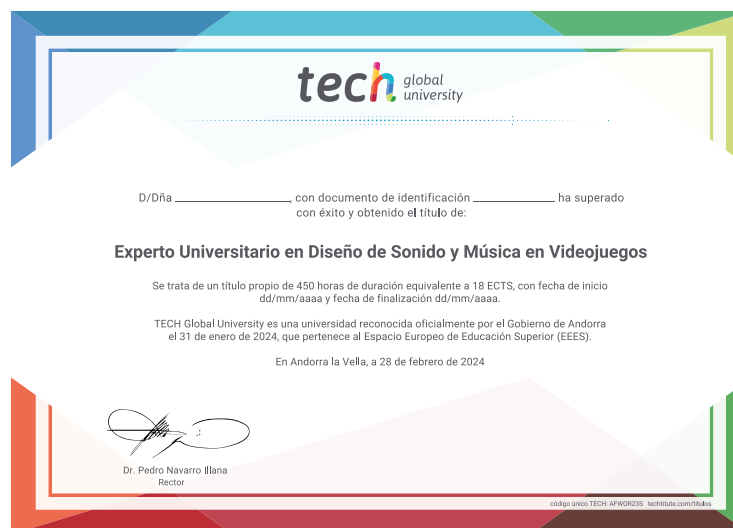 tech global
university
D/Dña ____________________, con documento de identificación ______________ ha superado
con éxito y obtenido el título de:
Experto Universitario en Diseño de Sonido y Música en Videojuegos
Se trata de un título propio de 450 horas de duración equivalente a 18 ECTS, con fecha de inicio
dd/mm/aaaa y fecha de finalización dd/mm/aaaa.
TECH Global University es una universidad reconocida oficialmente por el Gobierno de Andorra
el 31 de enero de 2024, que pertenece al Espacio Europeo de Educación Superior (EEES).
En Andorra la Vella, a 28 de febrero de 2024
Dr. Pedro Navarro Illana
Rector
código único TECH: AFWOR23S techtitute.com/titulos